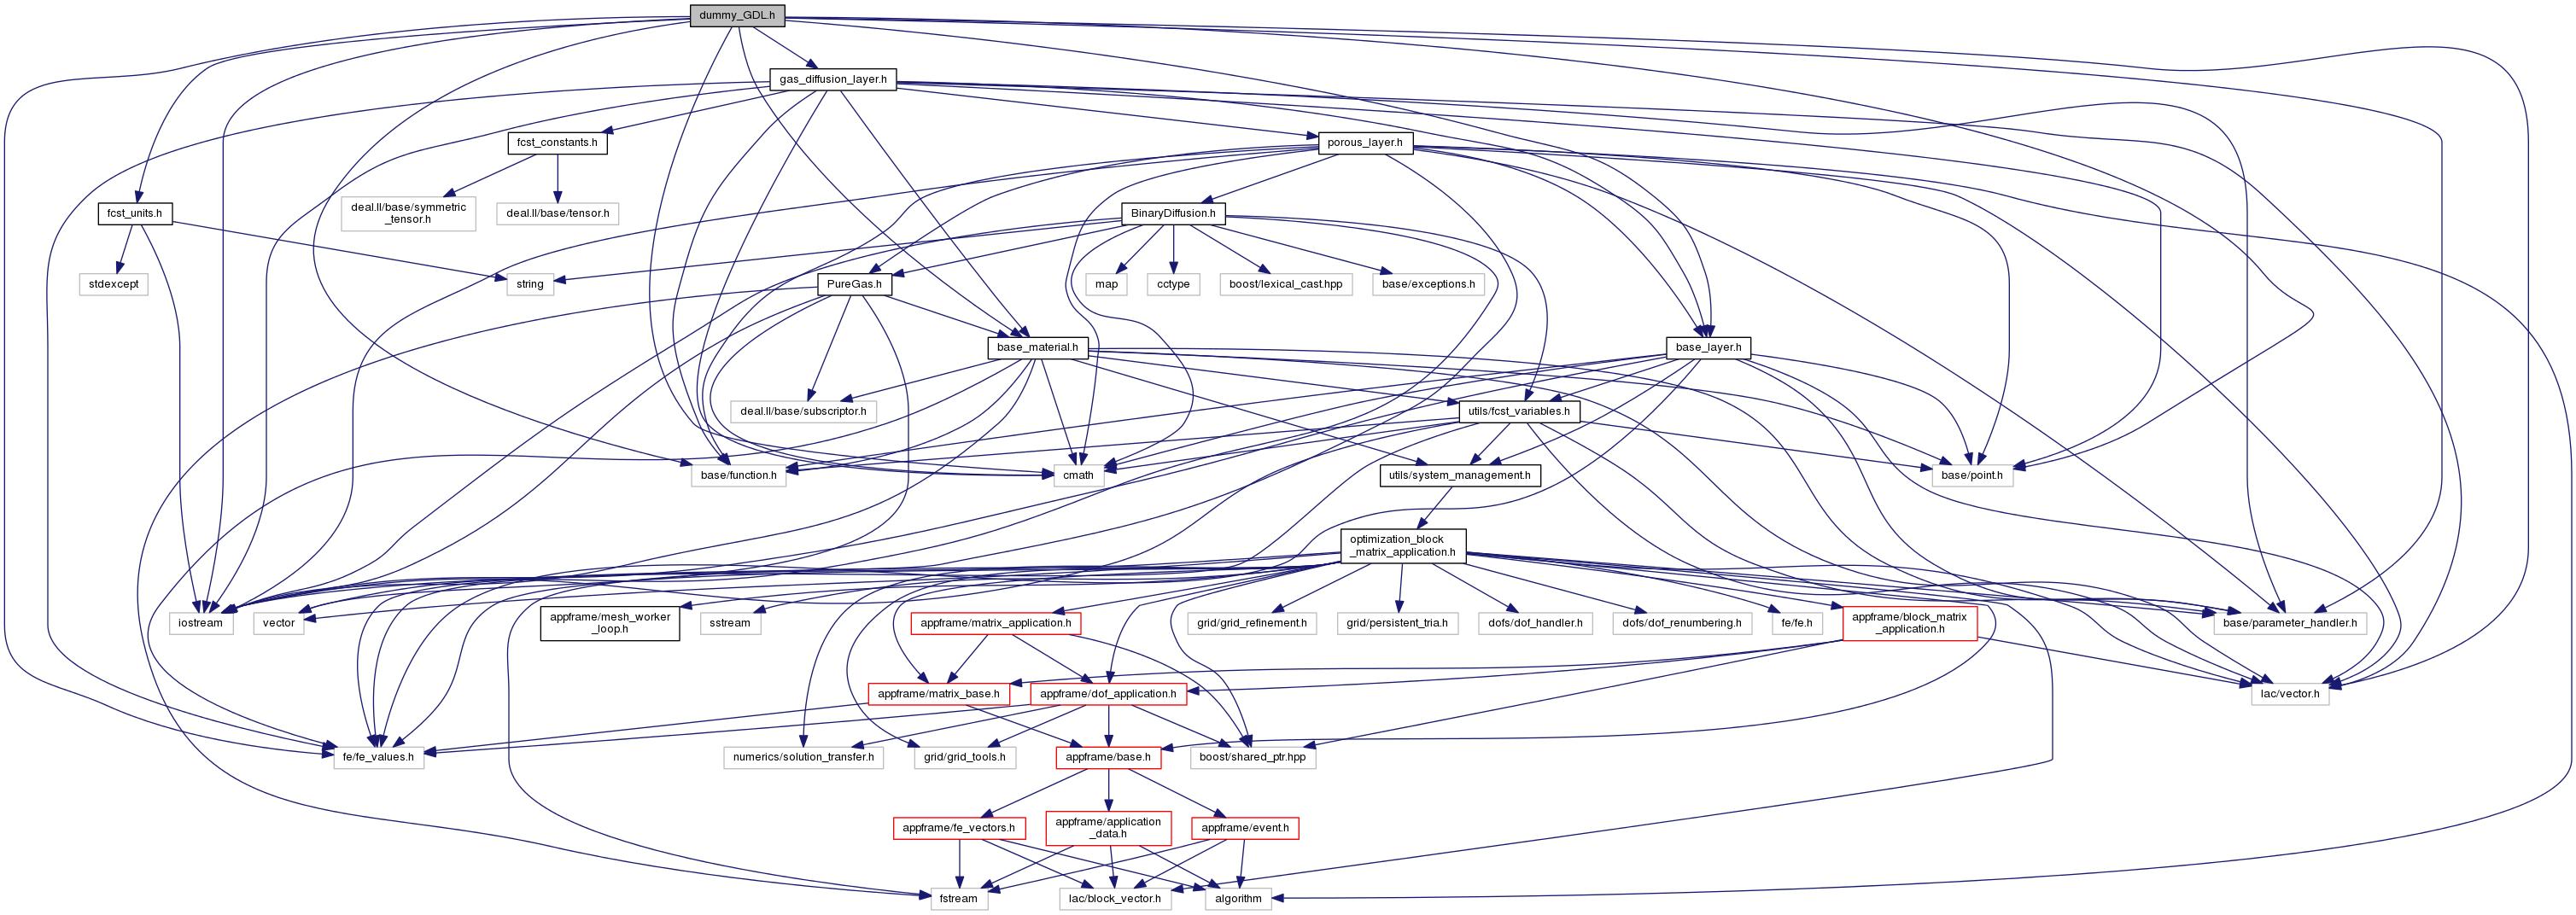 dummy_GDL.h
gas_diffusion_layer.h
fcst_constants.h
porous_layer.h
deal.II/base/symmetric
_tensor.h
deal.II/base/tensor.h
fcst_units.h
BinaryDiffusion.h
stdexcept
string
PureGas.h
map
cctype
boost/lexical_cast.hpp
base/exceptions.h
base_material.h
base_layer.h
deal.II/base/subscriptor.h
utils/fcst_variables.h
base/function.h
cmath
utils/system_management.h
base/point.h
optimization_block
_matrix_application.h
iostream
vector
appframe/mesh_worker
_loop.h
sstream
appframe/matrix_application.h
grid/grid_refinement.h
grid/persistent_tria.h
dofs/dof_handler.h
dofs/dof_renumbering.h
fe/fe.h
appframe/block_matrix
_application.h
base/parameter_handler.h
appframe/matrix_base.h
appframe/dof_application.h
lac/vector.h
fe/fe_values.h
numerics/solution_transfer.h
grid/grid_tools.h
appframe/base.h
boost/shared_ptr.hpp
appframe/fe_vectors.h
appframe/application
_data.h
appframe/event.h
fstream
lac/block_vector.h
algorithm